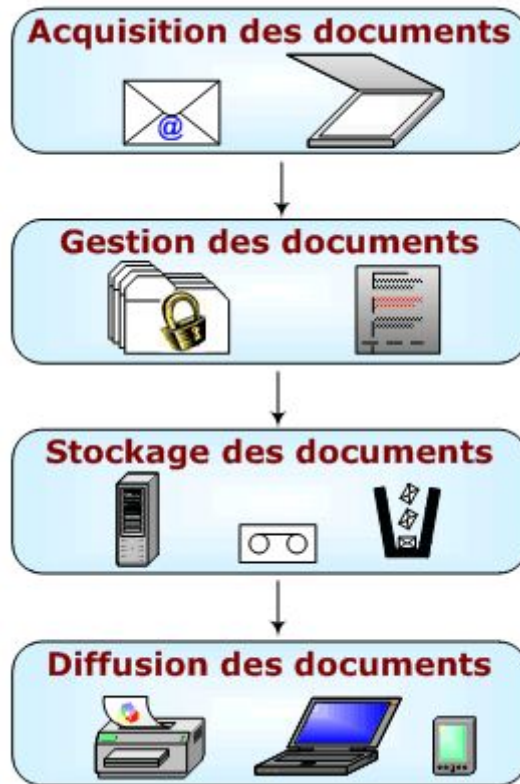 Acquisition des documents
@
Gestion des documents
Stockage des documents
Diffusion des documents